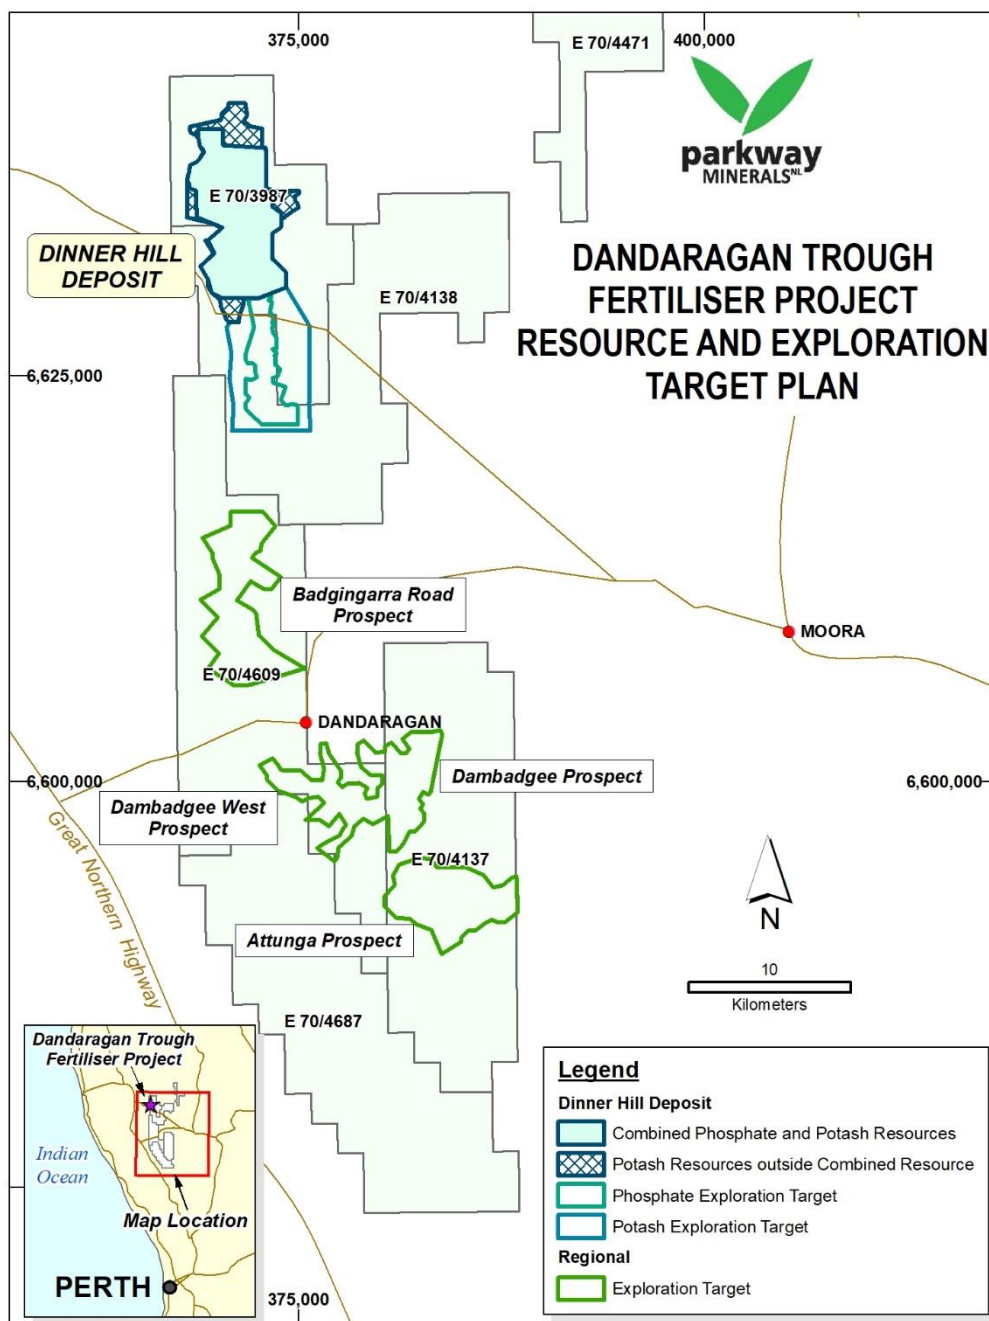 375,000
400,000
E 70/4471
parkway
MINERALS NL
E 70/3987
DINNER HILL
DEPOSIT
E 70/4138
DANDARAGAN TROUGH
FERTILISER PROJECT
RESOURCE AND EXPLORATION
TARGET PLAN
6,625,000
Badgingarra Road
Prospect
MOORA
E 70/4609
DANDARAGAN
6,600,000
Dambadgee Prospect
6,600,000
Dambadgee West
Prospect
Great Northern Highway
E 70/4137
N
Attunga Prospect
10
Kilometers
E 70/4687
Dandaragan Trough
Fertiliser Project
Indian
Ocean
Map Location
PERTH
375,000
Legend
Dinner Hill Deposit
Combined Phosphate and Potash Resources
Potash Resources outside Combined Resource
Phosphate Exploration Target
Potash Exploration Target
Regional
Exploration Target